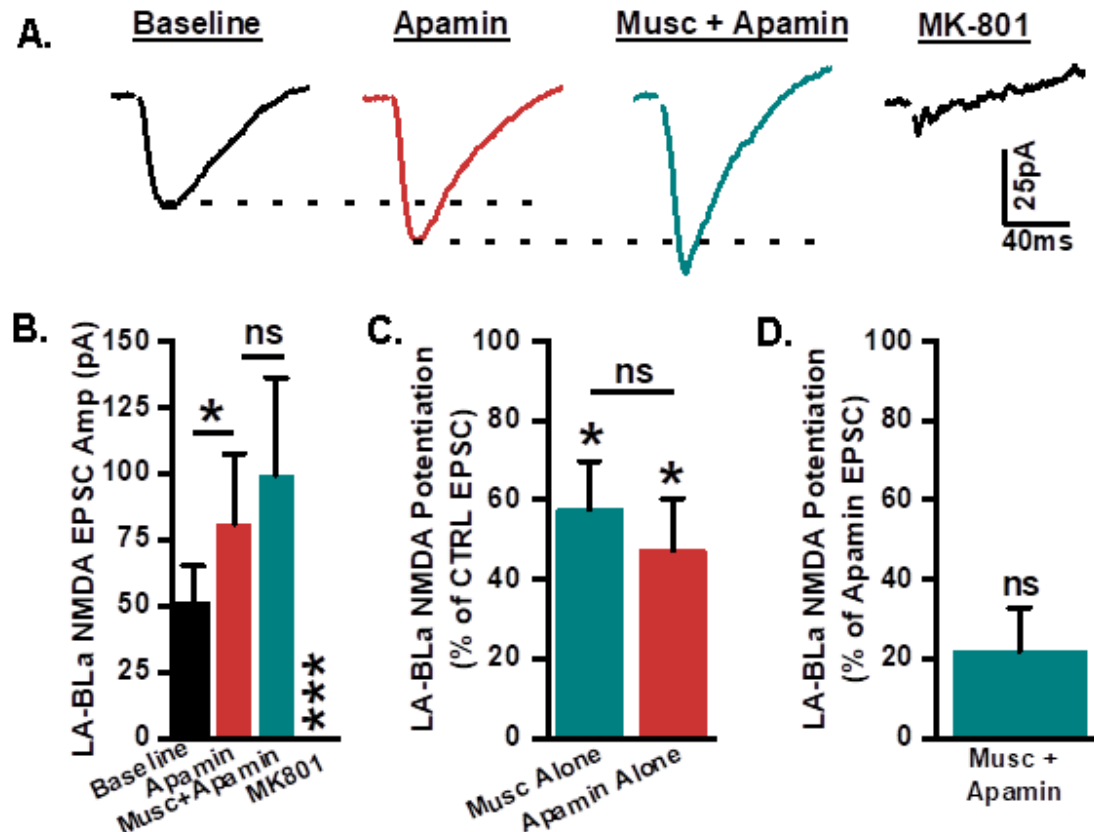 A.
Baseline
Apamin
Musc + Apamin
MK-801
25pA
40ms
B.
LA-BLa NMDA EPSC Amp (pA)
150
125
100
75
50
25
0
*
ns
***
Baseline
Apamin
Musc+Apamin
MK801
C.
LA-BLa NMDA Potentiation
(% of CTRL EPSC)
100
80
60
40
20
0
ns
*
*
Musc Alone
Apamin Alone
D.
LA-BLa NMDA Potentiation
(% of Apamin EPSC)
100
80
60
40
20
0
ns
Musc +
Apamin